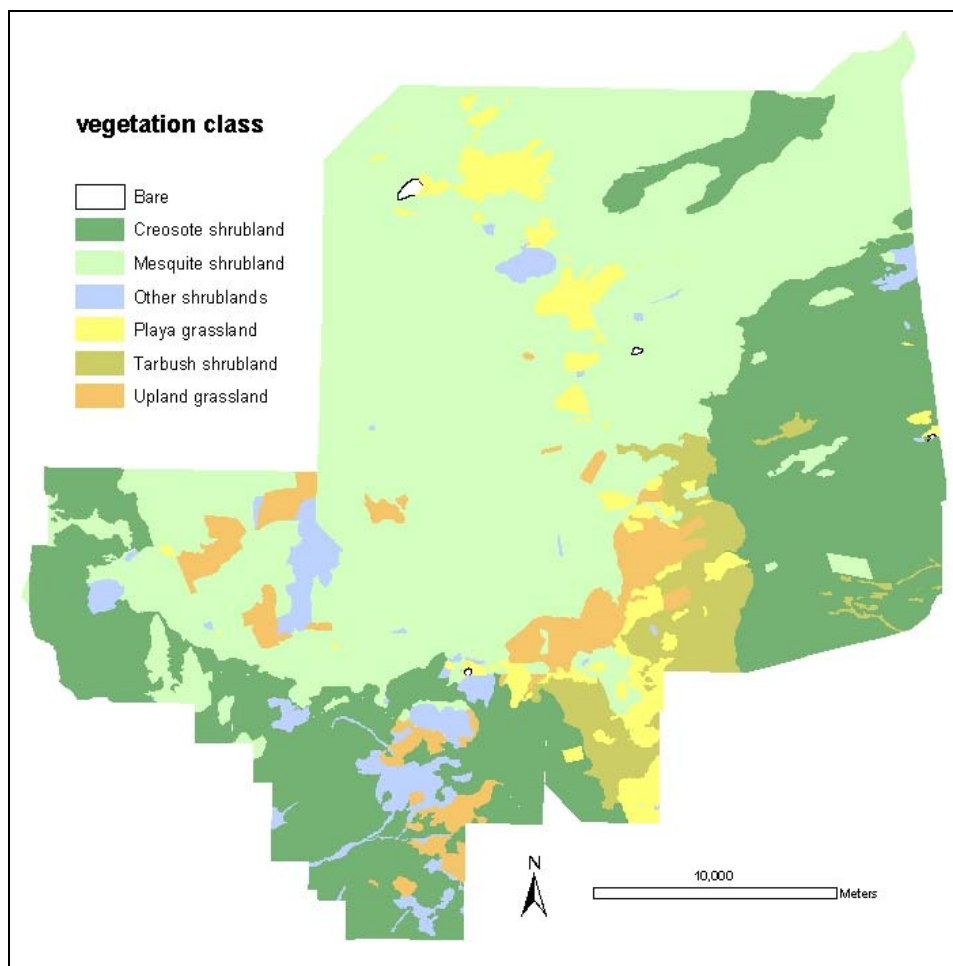 vegetation class
Bare
Creosote shrubland
Mesquite shrubland
Other shrublands
Playa grassland
Tarbush shrubland
Upland grassland
N
10,000
Meters